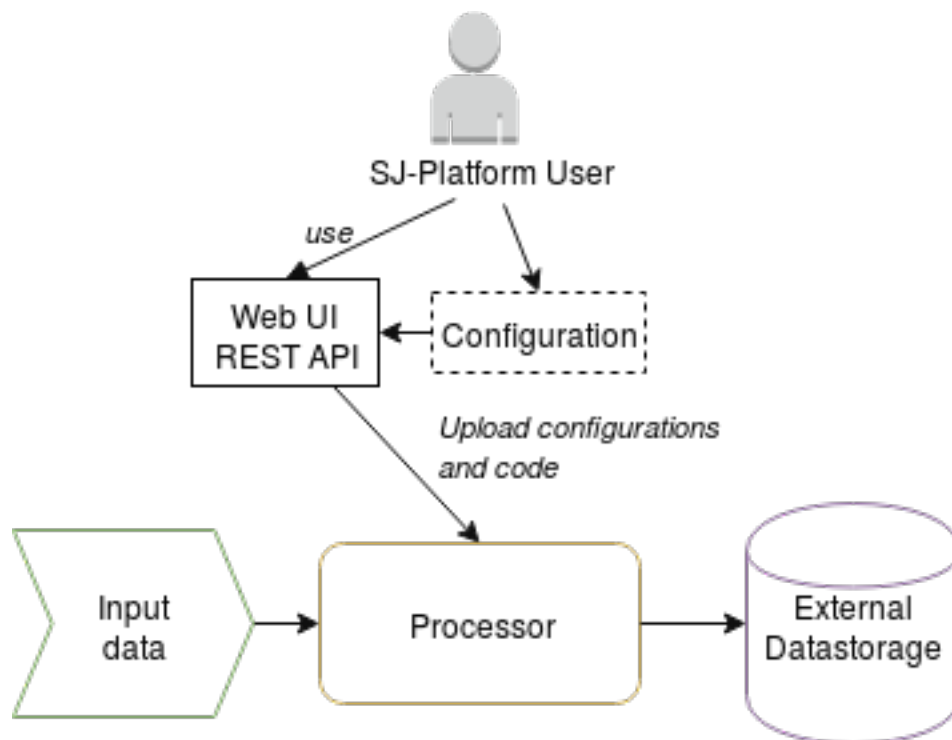 SJ-Platform User
use
Web UI
REST API
Configuration
Upload configurations
and code
Input
data
Processor
External
Datastorage